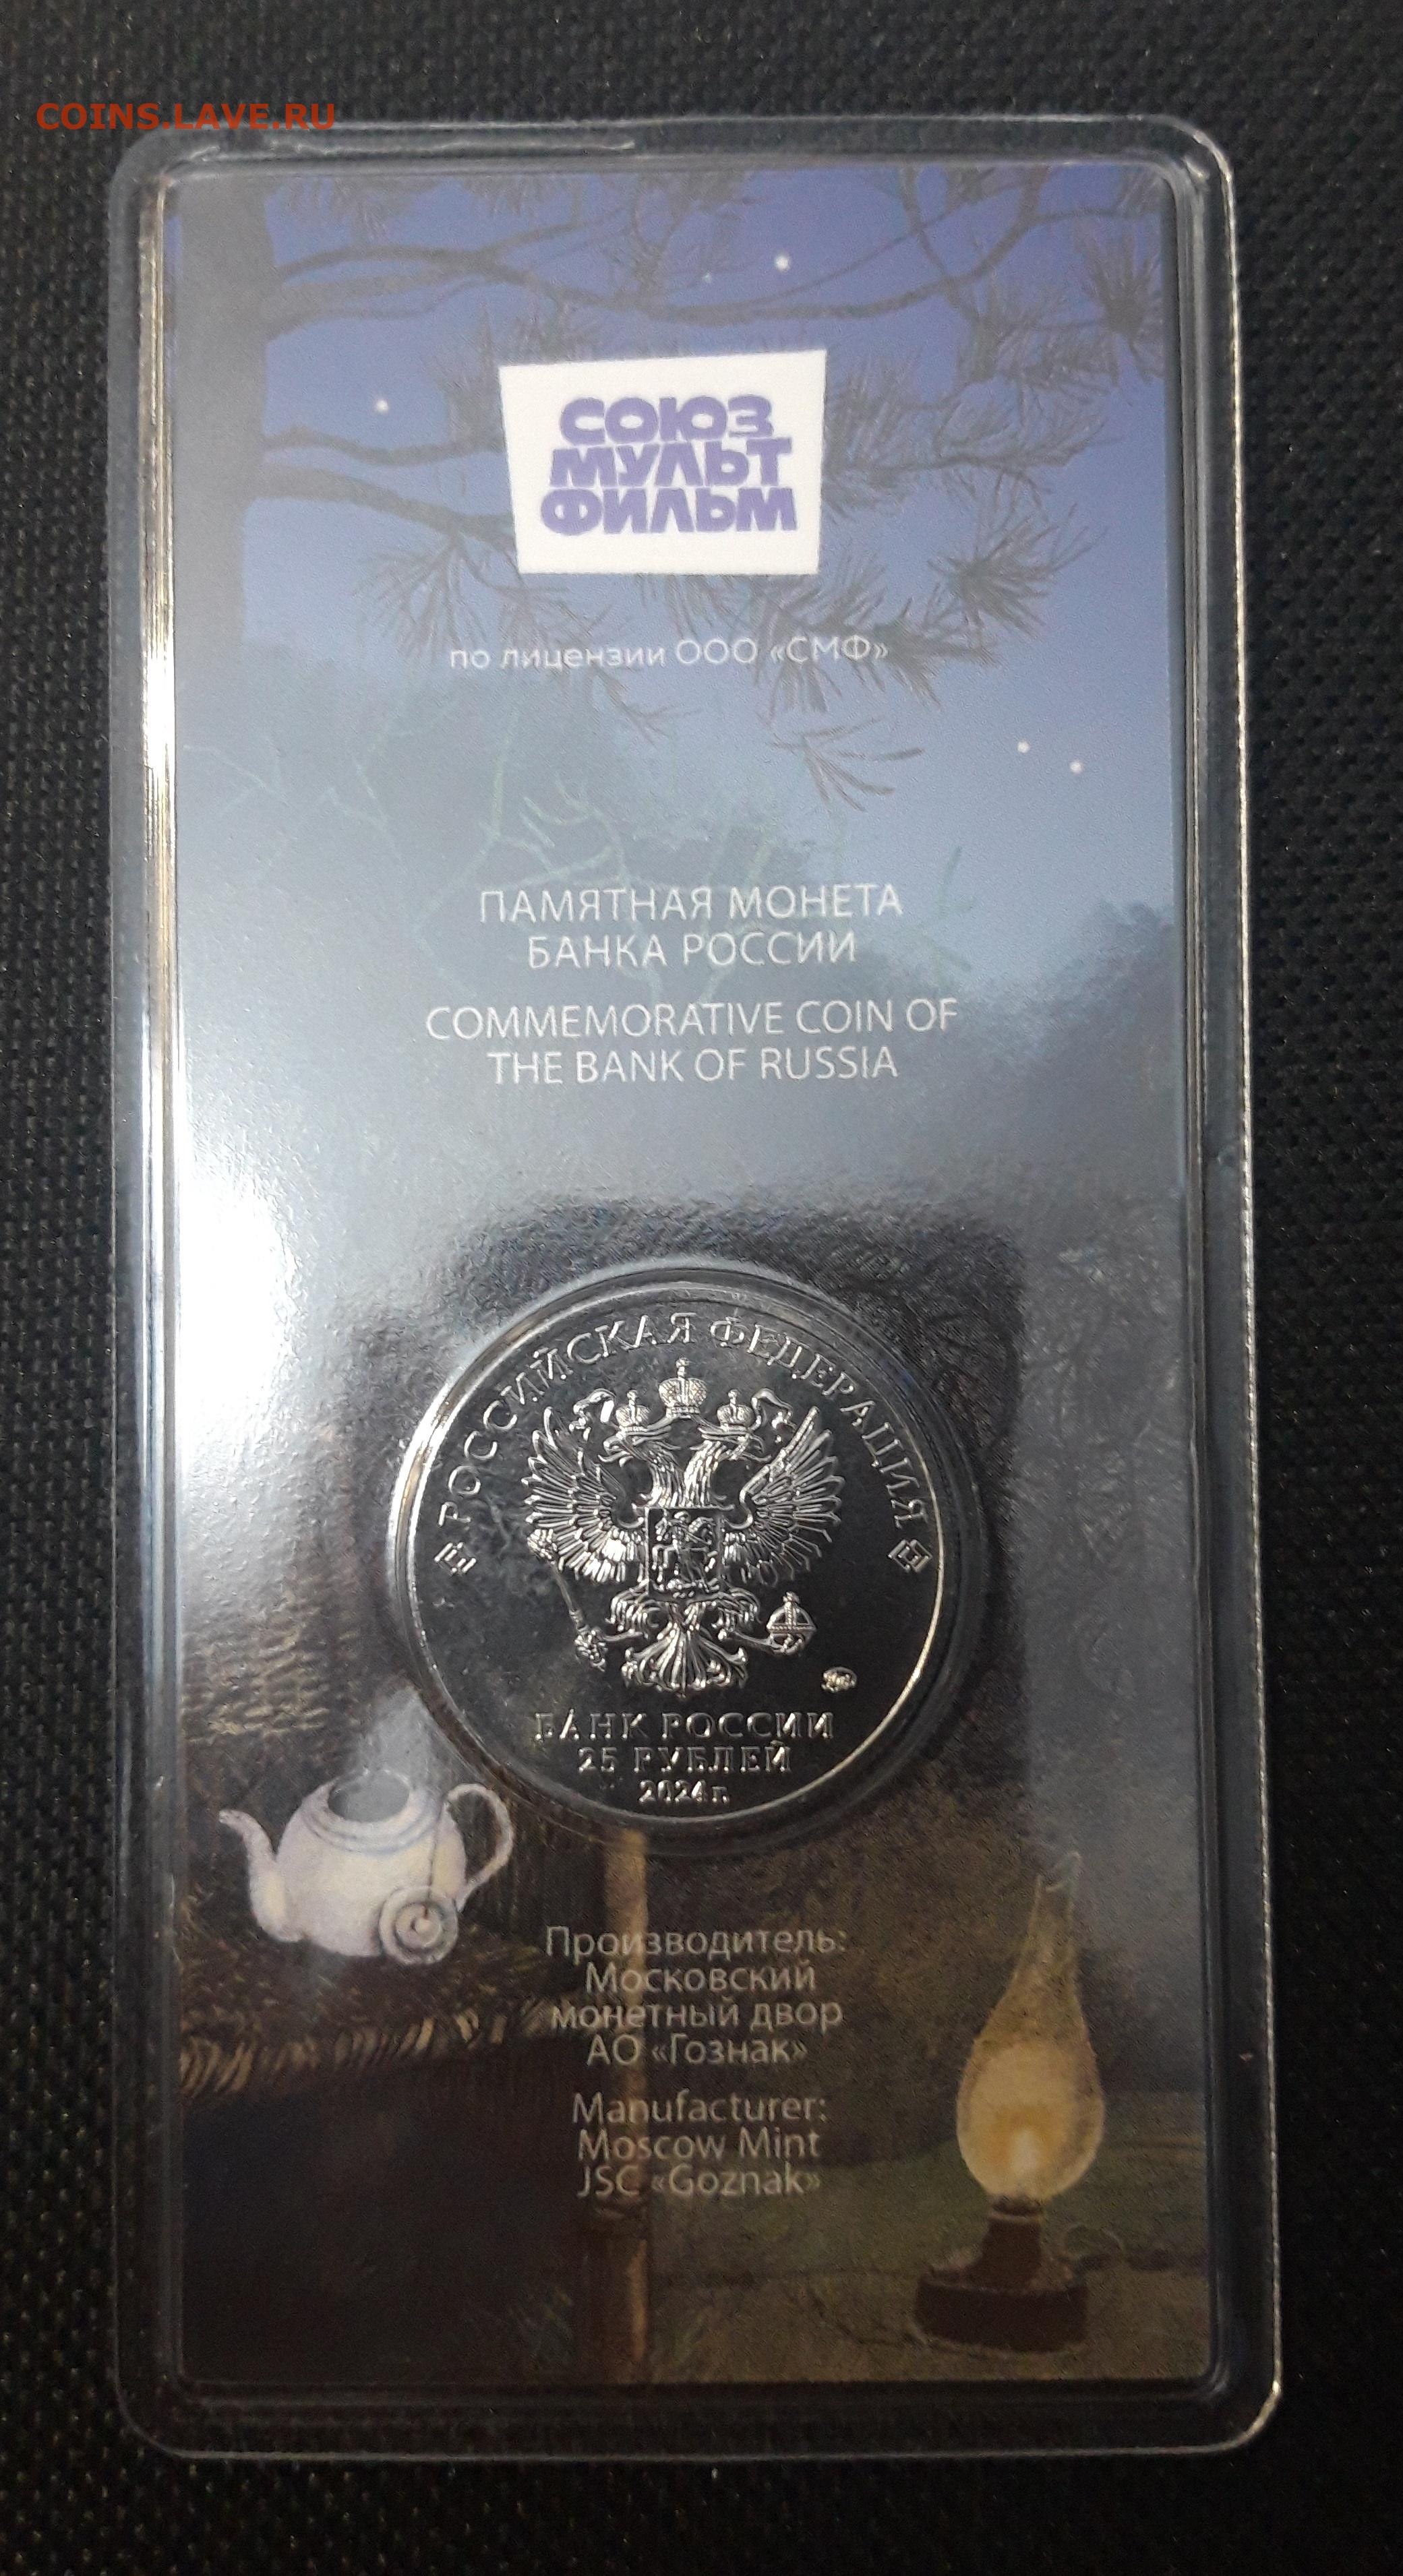 COINS.LAVE.RU
СОЮЗ
МУЛЬТ
ФИЛЬМ
по лицензии ООО «СМФ»
ПАМЯТНАЯ МОНЕТА
БАНКА РОССИИ
COMMEMORATIVE COIN OF
THE BANK OF RUSSIA
РОССИЙСКАЯ ФЕДЕРАЦИЯ
БАНК РОССИИ
25 РУБЛЕЙ
2024 г.
Производитель:
Московский
монетный двор
АО «Гознак»
Manufacturer:
Moscow Mint
JSC «Goznak»